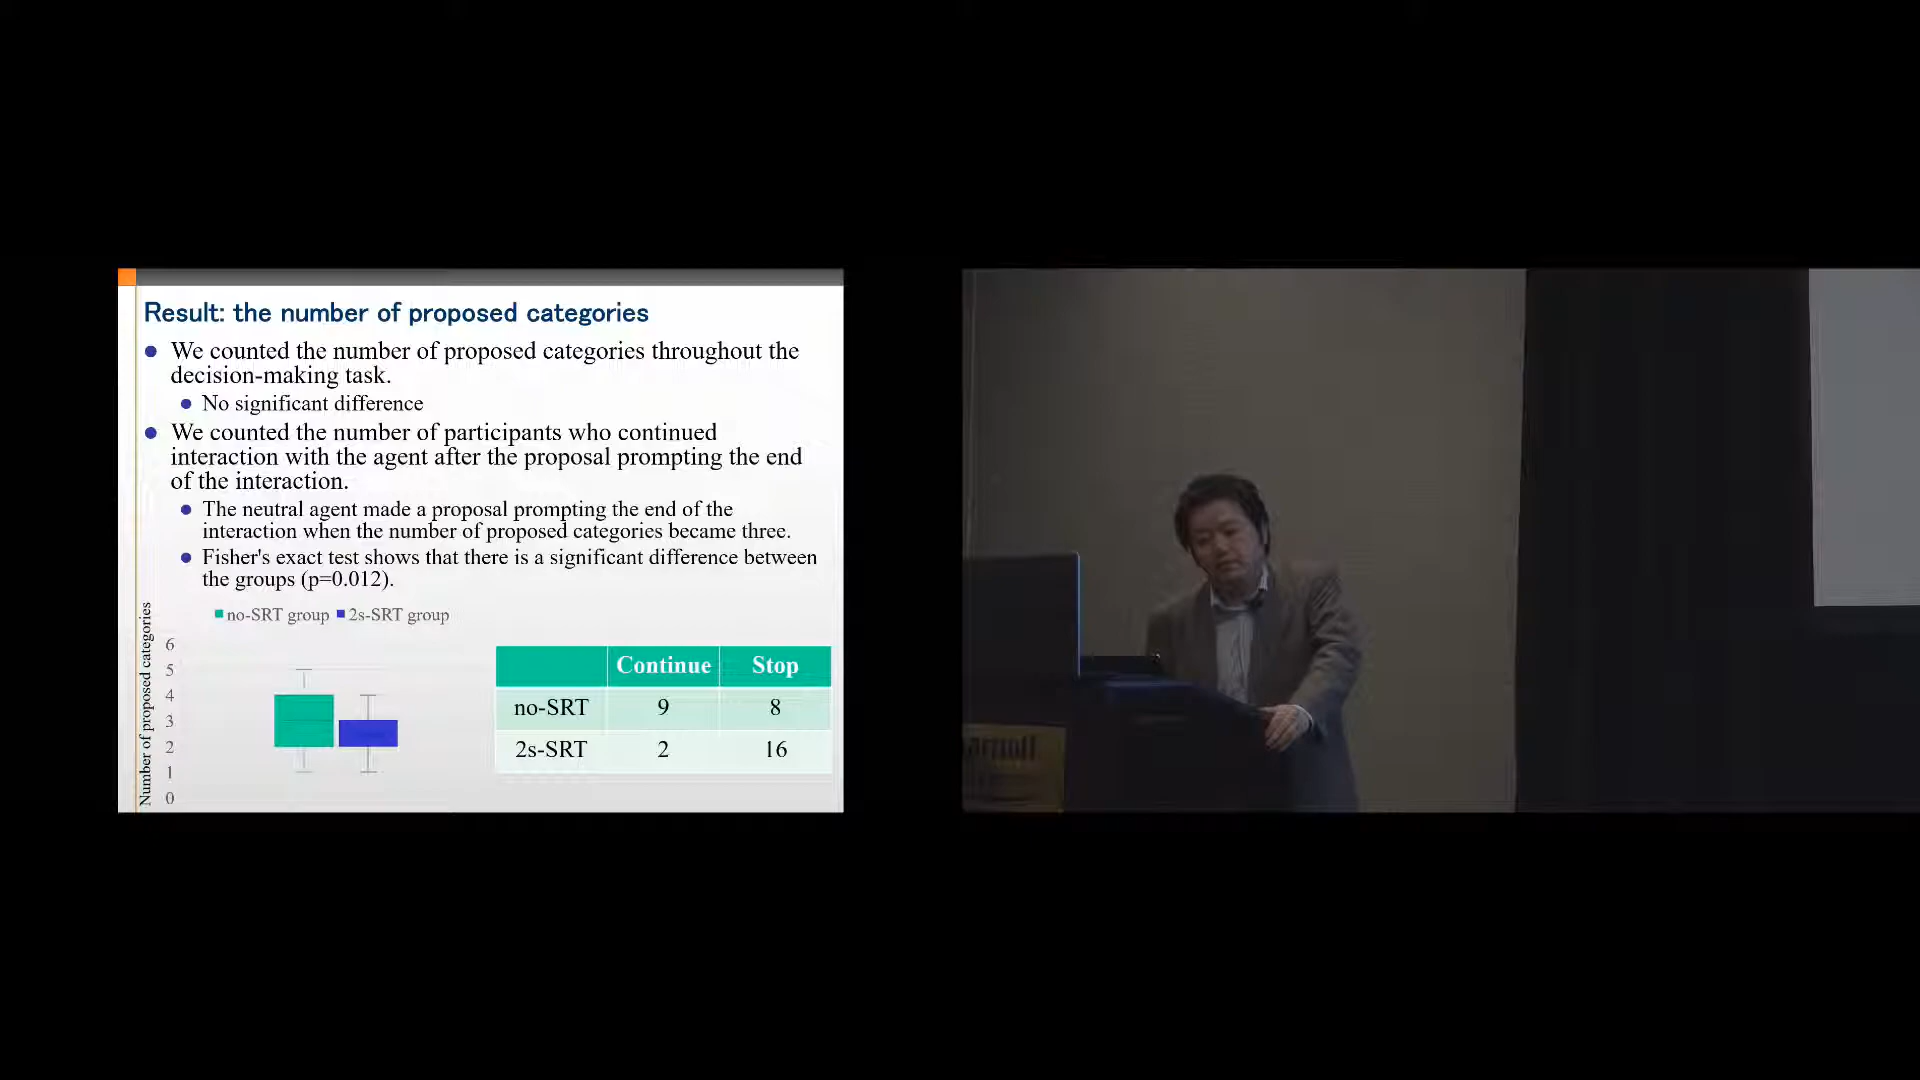 Result: the number of proposed categories
We counted the number of proposed categories throughout the
decision-making task.
No significant difference
We counted the number of participants who continued
interaction with the agent after the proposal prompting the end
of the interaction.
The neutral agent made a proposal prompting the end of the
interaction when the number of proposed categories became three.
Fisher's exact test shows that there is a significant difference between
the groups (p=0.012).
no-SRT group 2s-SRT group
Number of proposed categories
6
5
4
3
2
1
0
Continue Stop
no-SRT 9 8
2s-SRT 2 16